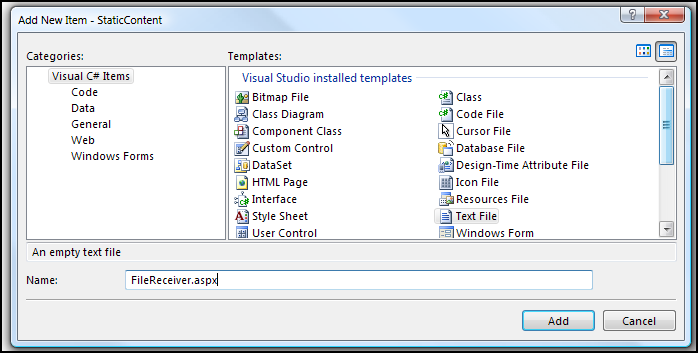 Add New Item - StaticContent
Categories:
Templates:
Visual C# Items
Code
Data
General
Web
Windows Forms
Visual Studio installed templates
Bitmap File
Class
Class Diagram
Code File
Component Class
Cursor File
Custom Control
Database File
DataSet
Design-Time Attribute File
HTML Page
Icon File
Interface
Resources File
Style Sheet
Text File
User Control
Windows Form
An empty text file
Name:
FileReceiver.aspx
Add
Cancel